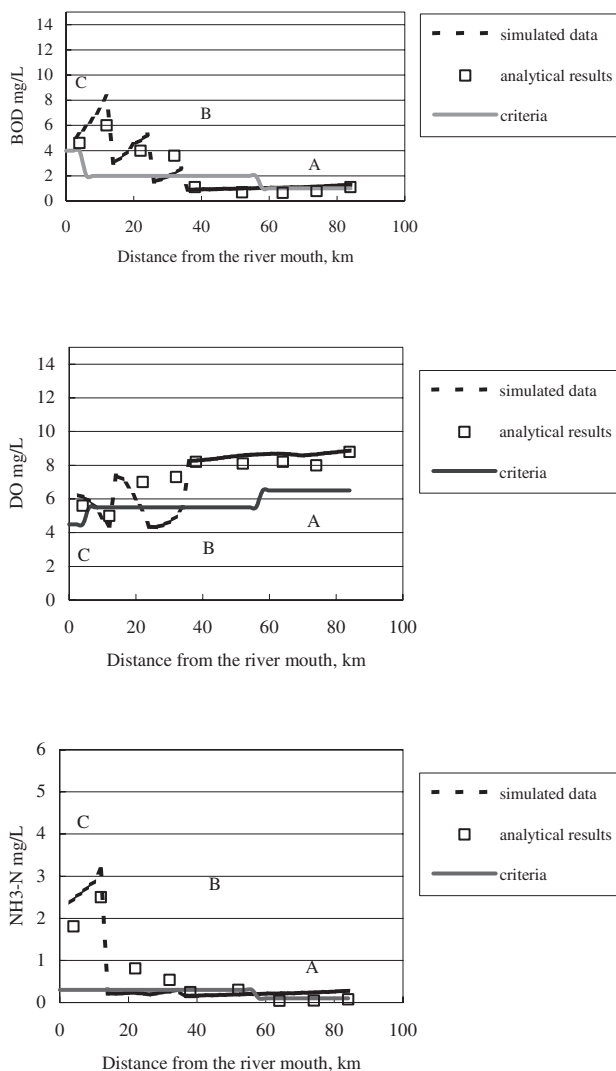 BOD mg/L
14
12
10
8
6
4
2
0
C
B
A
0 20 40 60 80 100
Distance from the river mouth, km
simulated data
analytical results
criteria
DO mg/L
14
12
10
8
6
4
2
0
C
B
A
0 20 40 60 80 100
Distance from the river mouth, km
simulated data
analytical results
criteria
NH3-N mg/L
6
5
4
3
2
1
0
C
B
A
0 20 40 60 80 100
Distance from the river mouth, km
simulated data
analytical results
criteria